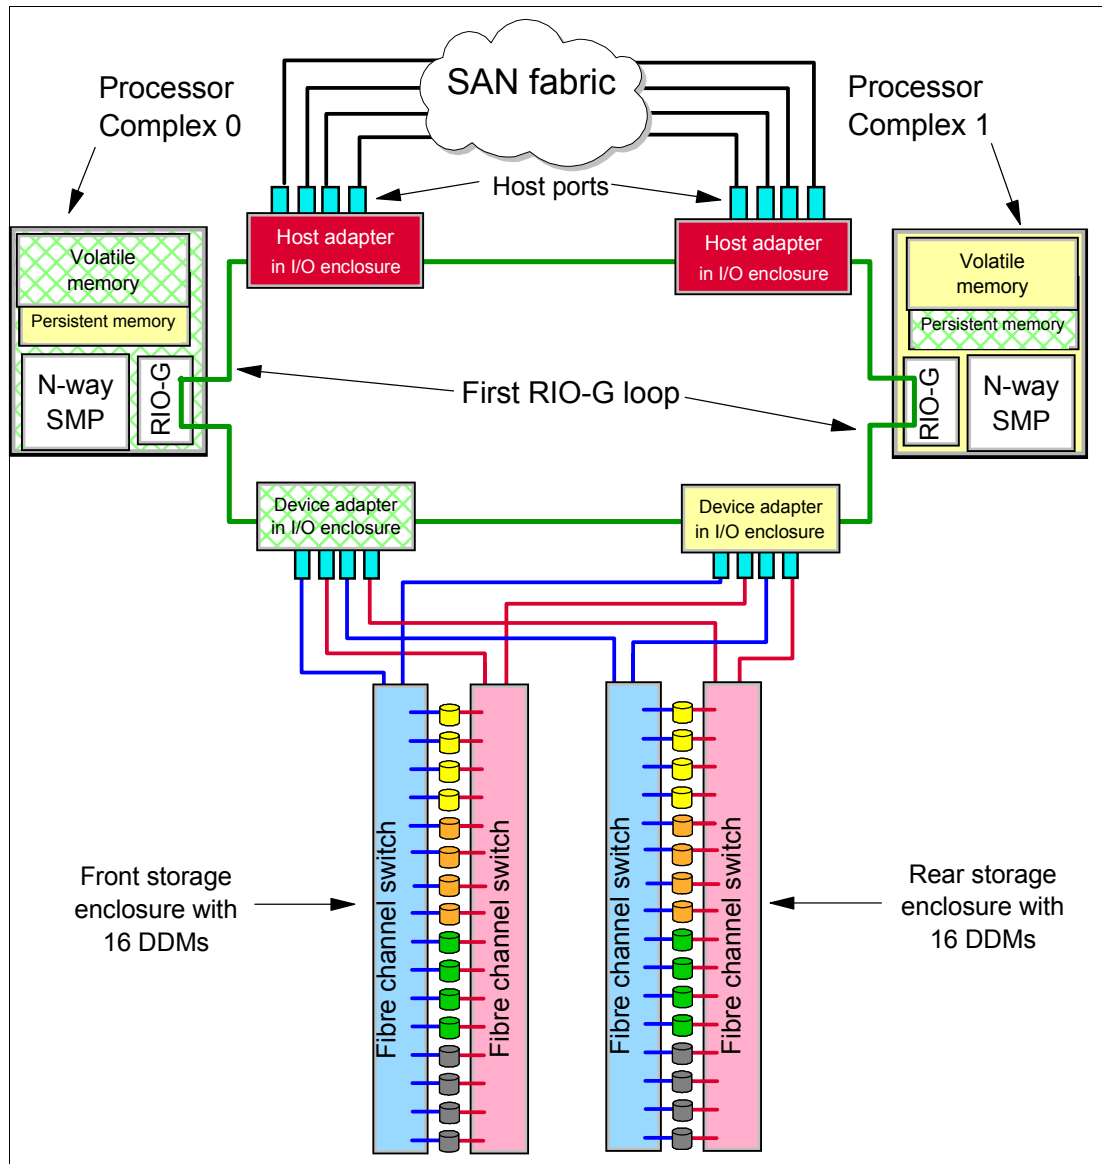 SAN fabric
Processor
Complex 0
Processor
Complex 1
Host ports
Host adapter
in I/O enclosure
Host adapter
in I/O enclosure
Volatile
memory
Persistent memory
N-way
SMP
RIO-G
Volatile
memory
Persistent memory
RIO-G
N-way
SMP
First RIO-G loop
Device adapter
in I/O enclosure
Device adapter
in I/O enclosure
Fibre channel switch
Fibre channel switch
Fibre channel switch
Fibre channel switch
Front storage
enclosure with
16 DDMs
Rear storage
enclosure with
16 DDMs